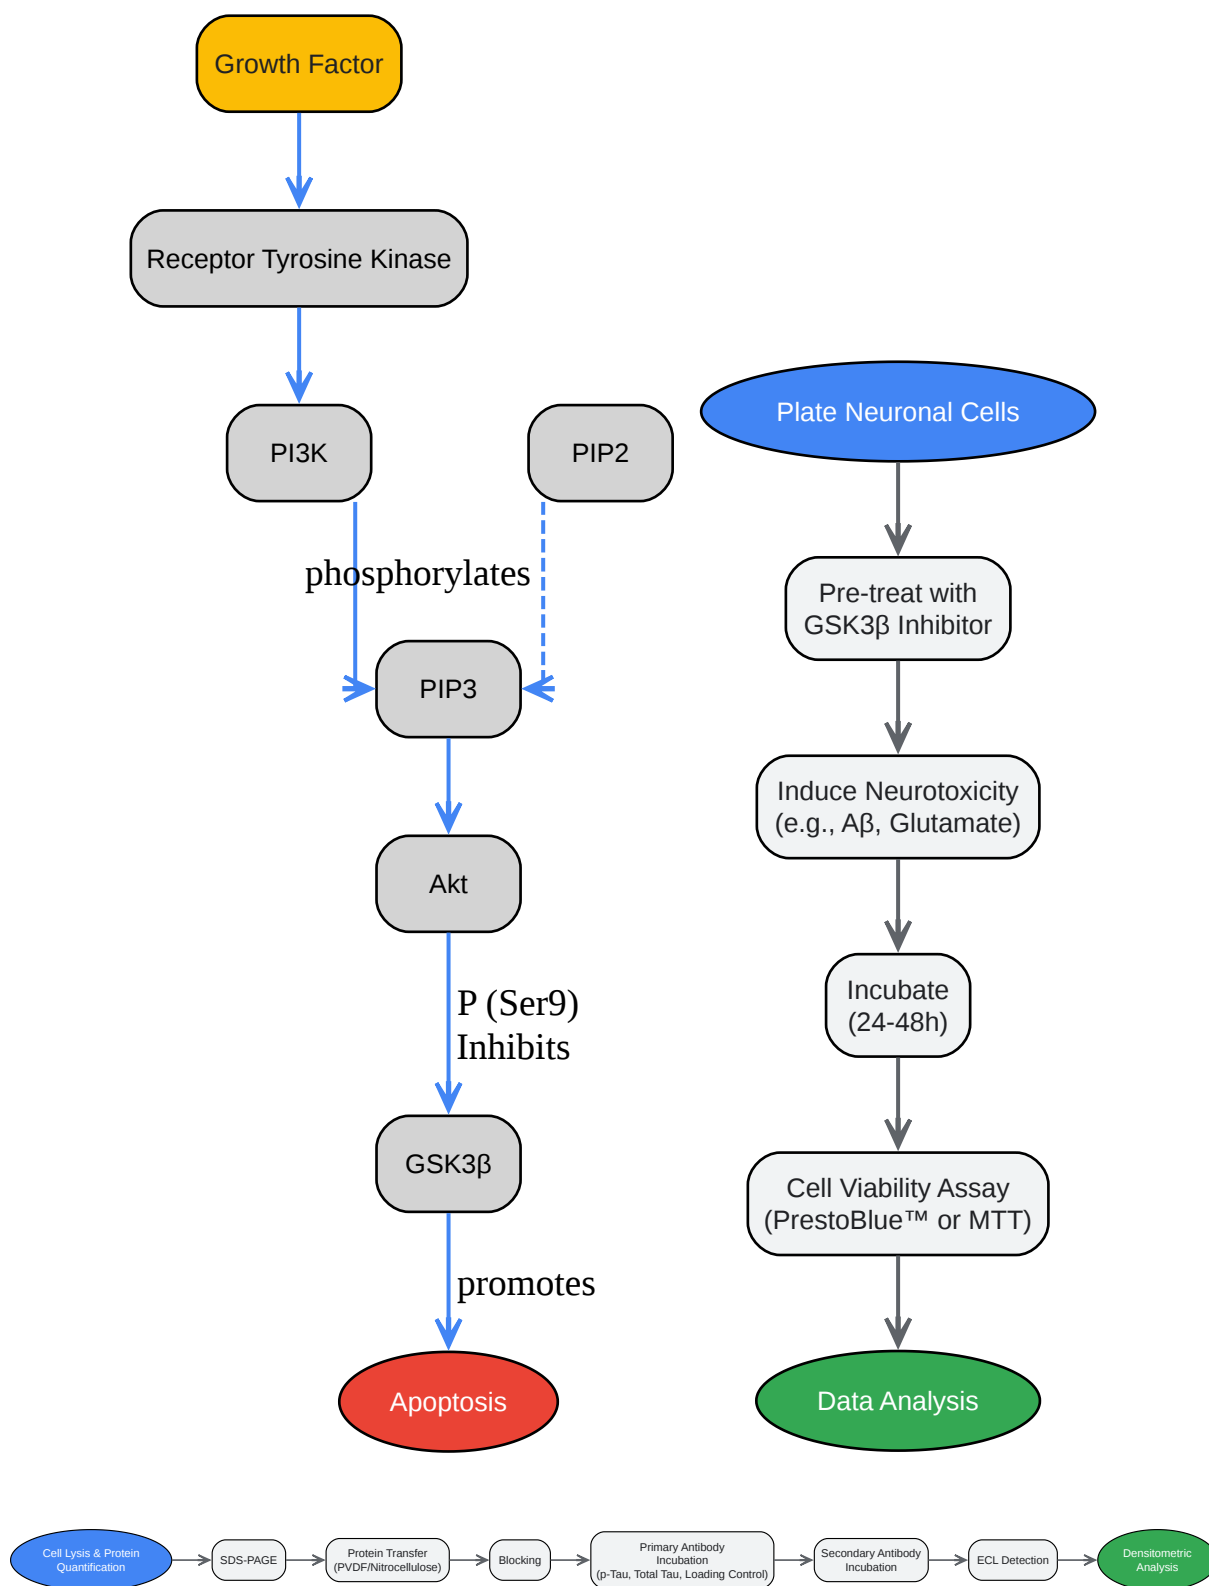 Growth Factor
Receptor Tyrosine Kinase
PI3K
PIP2
phosphorylates
PIP3
Akt
P (Ser9)
Inhibits
GSK3β
promotes
Apoptosis
Plate Neuronal Cells
Pre-treat with
GSK3β Inhibitor
Induce Neurotoxicity
(e.g., Aβ, Glutamate)
Incubate
(24-48h)
Cell Viability Assay
(PrestoBlue™ or MTT)
Data Analysis
Cell Lysis & Protein
Quantification
SDS-PAGE
Protein Transfer
(PVDF/Nitrocellulose)
Blocking
Primary Antibody
Incubation
(p-Tau, Total Tau, Loading Control)
Secondary Antibody
Incubation
ECL Detection
Densitometric
Analysis